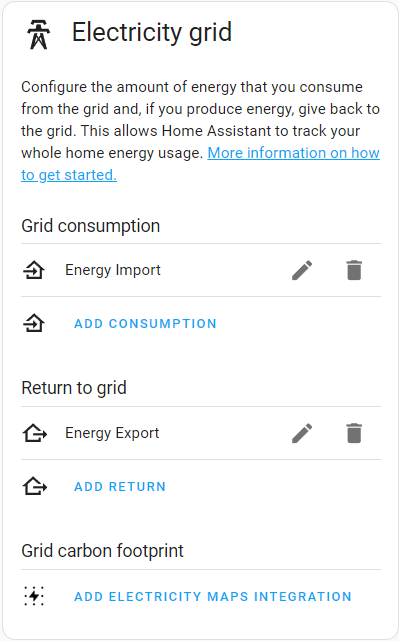 Electricity grid
Configure the amount of energy that you consume
from the grid and, if you produce energy, give back to
the grid. This allows Home Assistant to track your
whole home energy usage. More information on how
to get started.
Grid consumption
Energy Import
ADD CONSUMPTION
Return to grid
Energy Export
ADD RETURN
Grid carbon footprint
ADD ELECTRICITY MAPS INTEGRATION